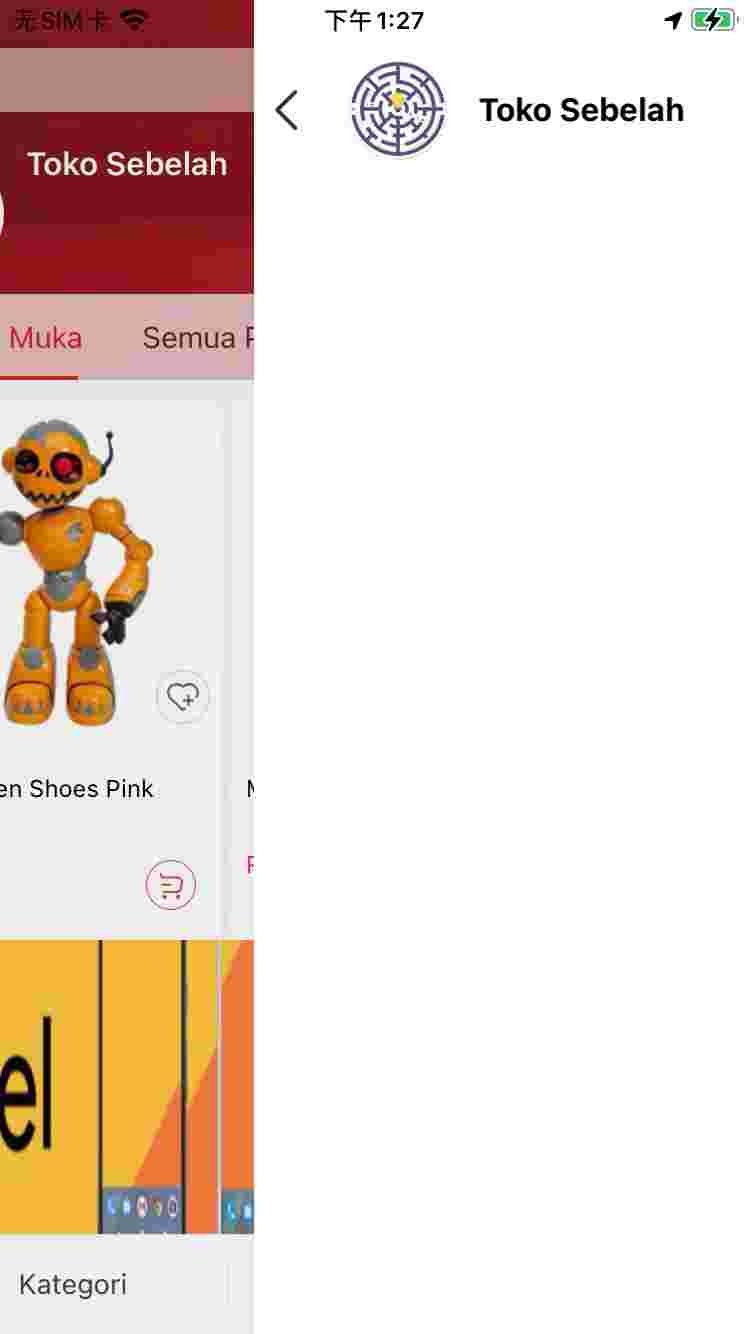 无SIM卡
下午1:27
Toko Sebelah
Toko Sebelah
Muka
Semua
en Shoes Pink
el
Kategori